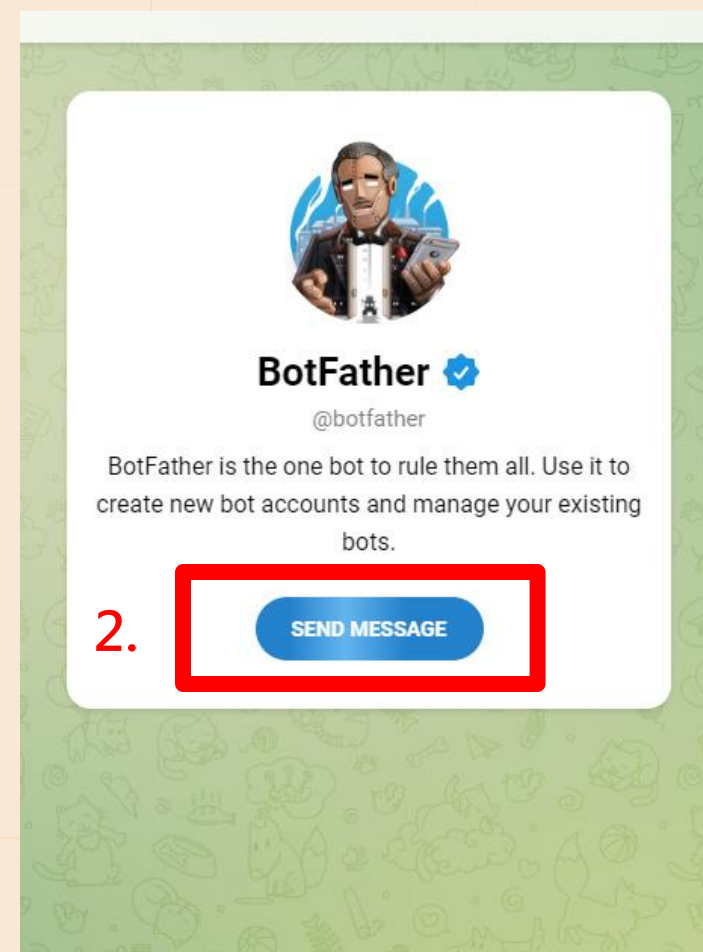 BotFather
@botfather
BotFather is the one bot to rule them all. Use it to
create new bot accounts and manage your existing
bots.
2.
SEND MESSAGE